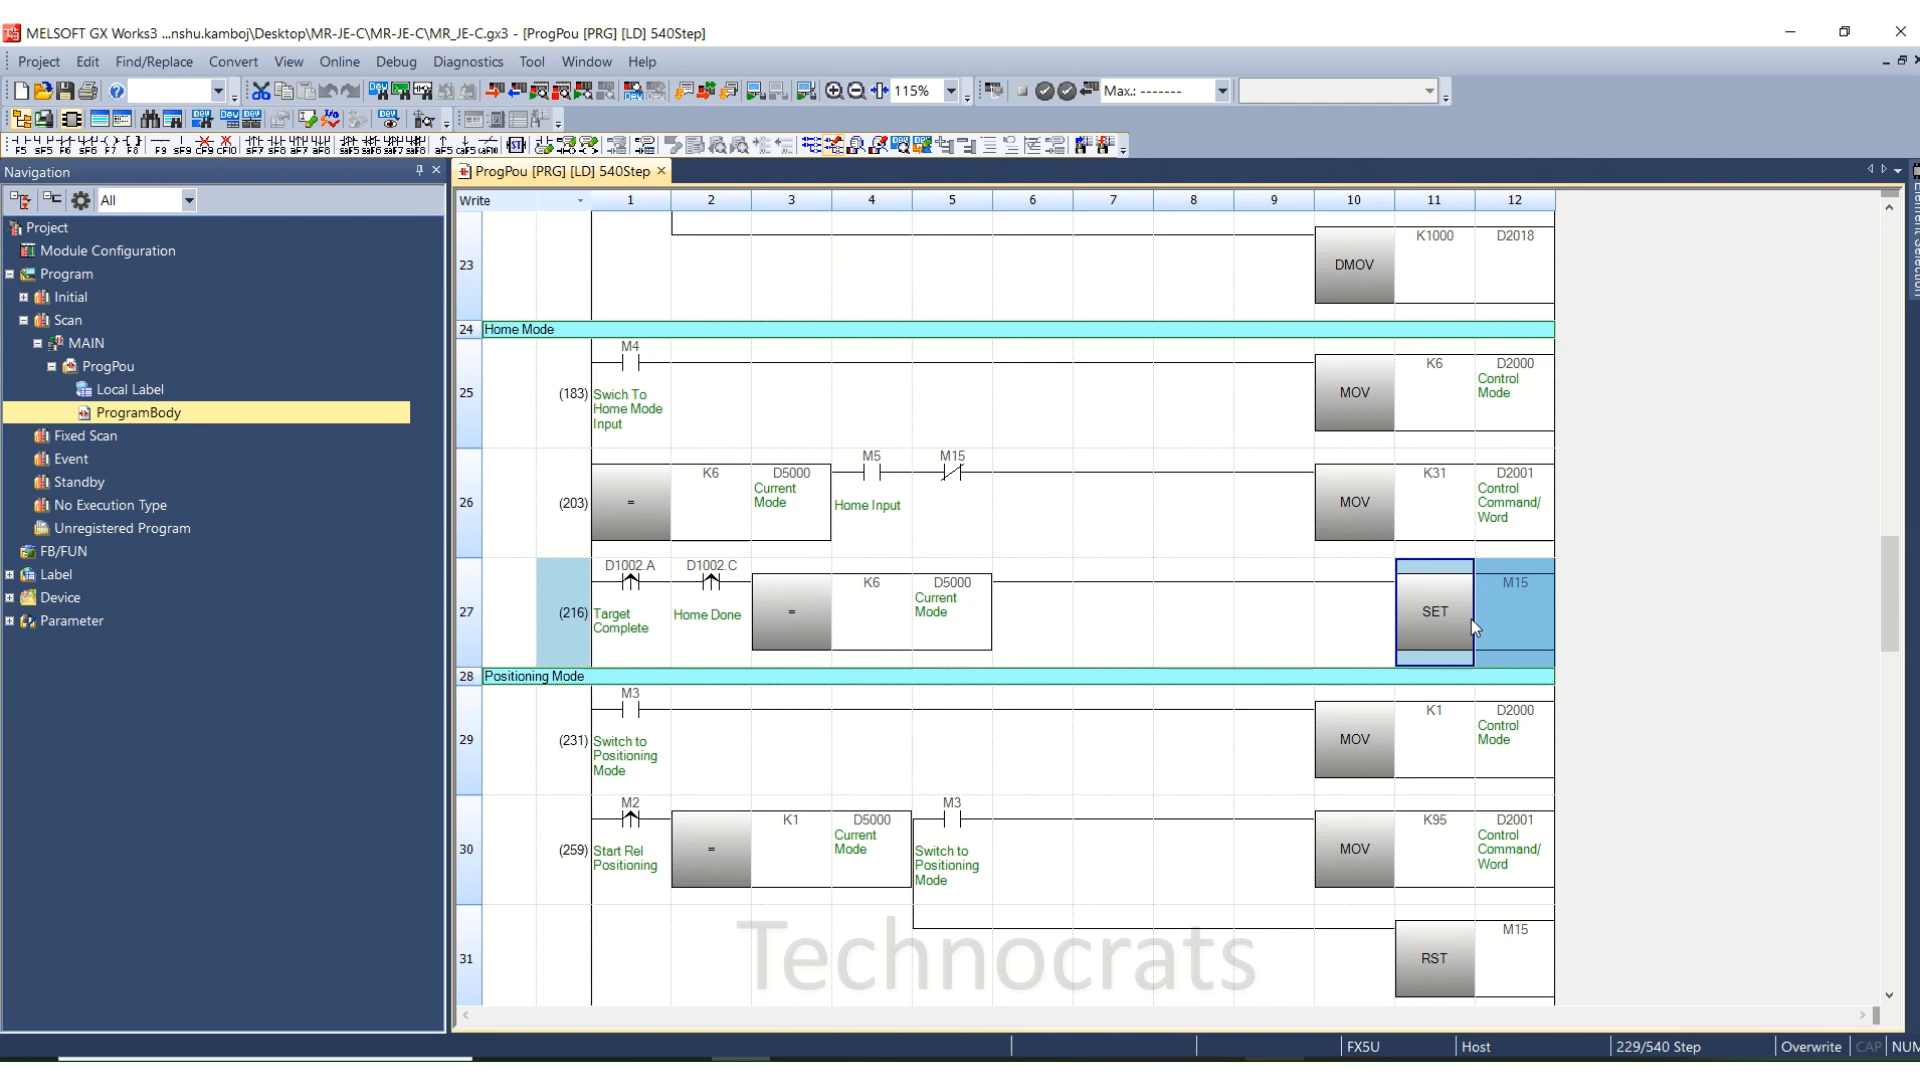 MELSOFT GX Works3 ...nshu.kamboj\Desktop\MR-JE-C\MR-JE-C\MR_JE-C.gx3 - [ProgPou [PRG] [LD] 540Step]
Project Edit Find/Replace Convert View Online Debug Diagnostics Tool Window Help
115% Max.: -------
Navigation
ProgPou [PRG] [LD] 540Step
All
Write 1 2 3 4 5 6 7 8 9 10 11 12
Project
Module Configuration
Program
Initial
Scan
MAIN
ProgPou
Local Label
ProgramBody
Fixed Scan
Event
Standby
No Execution Type
Unregistered Program
FB/FUN
Label
Device
Parameter
K1000 D2018
23 DMOV
24 Home Mode
M4
K6 D2000
25 (183) Swich To Home Mode Input MOV Control Mode
M5 M15
K6 D5000 K31 D2001
26 (203) = Current Mode Home Input MOV Control Command/ Word
D1002.A D1002.C
K6 D5000 M15
27 (216) Target Complete Home Done = Current Mode SET
28 Positioning Mode
M3
K1 D2000
29 (231) Switch to Positioning Mode MOV Control Mode
M2 M3
K1 D5000 K95 D2001
30 (259) Start Rel Positioning = Current Mode Switch to Positioning Mode MOV Control Command/ Word
M15
31 RST
Technocrats
FX5U Host 229/540 Step Overwrite CAP NUM